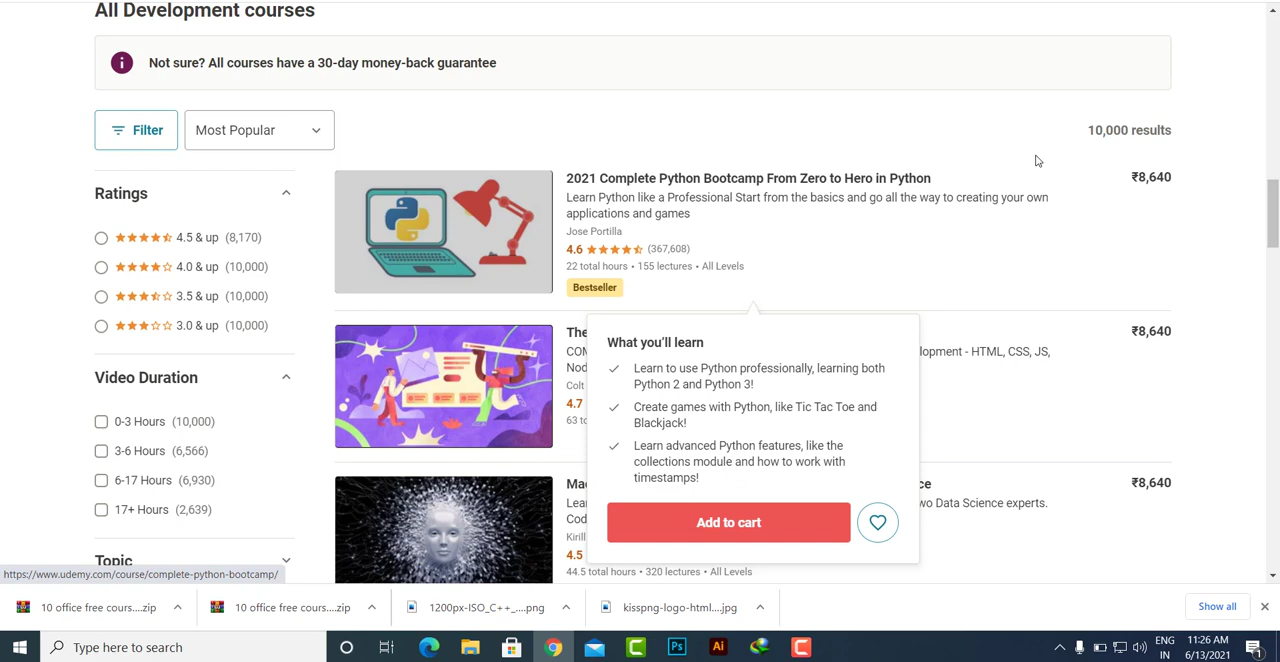 All Development courses
Not sure? All courses have a 30-day money-back guarantee
Filter
Most Popular
10,000 results
Ratings
4.5 & up (8,170)
4.0 & up (10,000)
3.5 & up (10,000)
3.0 & up (10,000)
Video Duration
0-3 Hours (10,000)
3-6 Hours (6,566)
6-17 Hours (6,930)
17+ Hours (2,639)
Topic
2021 Complete Python Bootcamp From Zero to Hero in Python
₹8,640
Learn Python like a Professional Start from the basics and go all the way to creating your own
applications and games
Jose Portilla
4.6 (367,608)
22 total hours • 155 lectures • All Levels
Bestseller
The
₹8,640
lopment - HTML, CSS, JS,
Colt
4.7
What you'll learn
Learn to use Python professionally, learning both
Python 2 and Python 3!
Create games with Python, like Tic Tac Toe and
Blackjack!
Learn advanced Python features, like the
collections module and how to work with
timestamps!
Add to cart
₹8,640
wo Data Science experts.
Kirill
4.5
44.5 total hours • 320 lectures • All Levels
https://www.udemy.com/course/complete-python-bootcamp/
10 office free cours....zip
10 office free cours....zip
1200px-ISO_C++_....png
kisspng-logo-html....jpg
Show all
Type here to search
Ps
Ai
ENG
IN
11:26 AM
6/13/2021
1